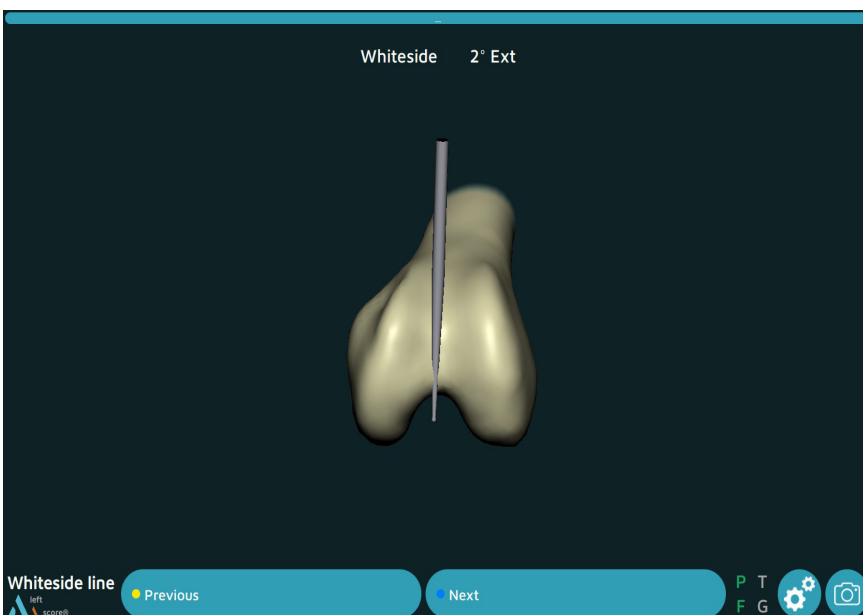 Whiteside 2° Ext
Whiteside line
left
score®
Previous
Next
P T
F G